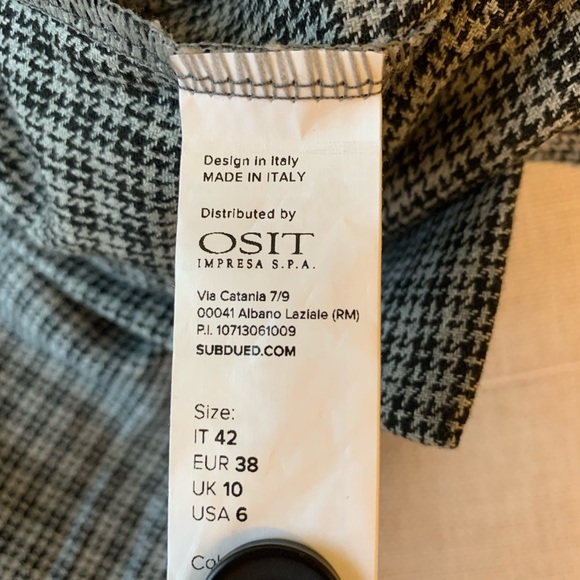 Design in Italy
MADE IN ITALY
Distributed by
OSIT
IMPRESA S.P.A.
Via Catania 7/9
00041 Albano Laziale (RM)
P.I. 10713061009
SUBDUED.COM
Size:
IT 42
EUR 38
UK 10
USA 6